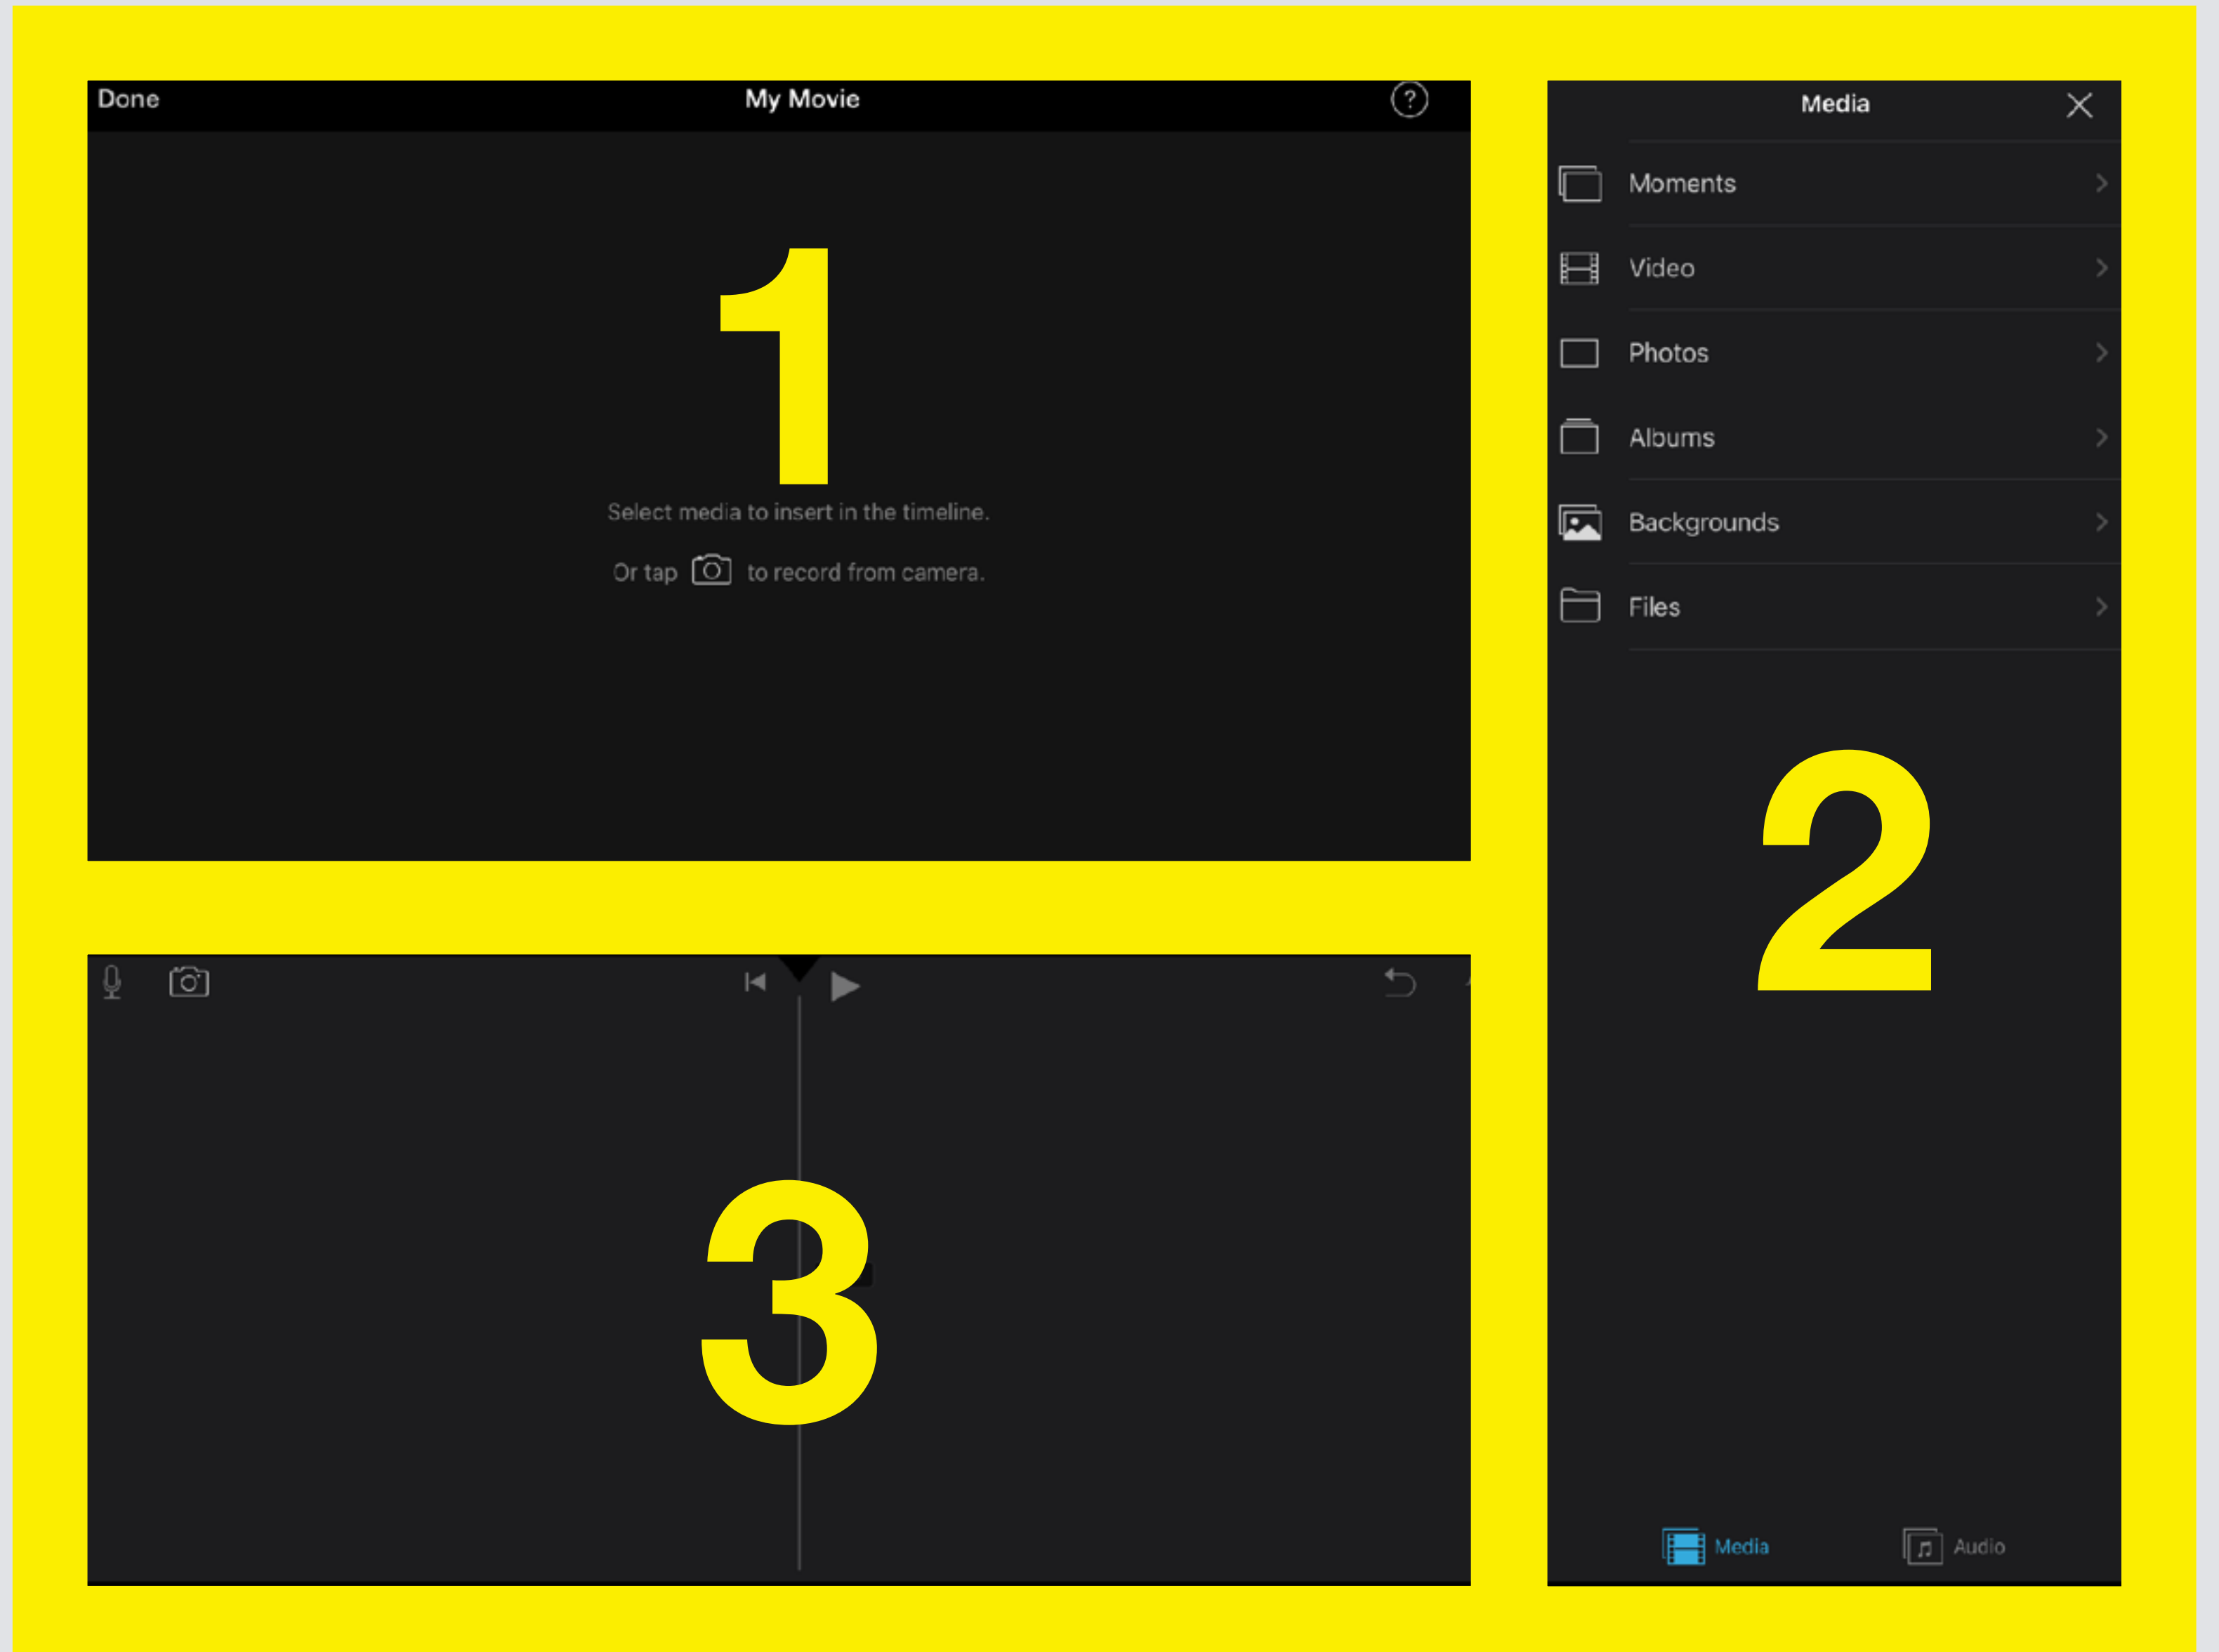 Done My Movie ?
1
Select media to insert in the timeline.
Or tap to record from camera.
Media
Moments
Video
Photos
Albums
Backgrounds
Files
2
Media Audio
3